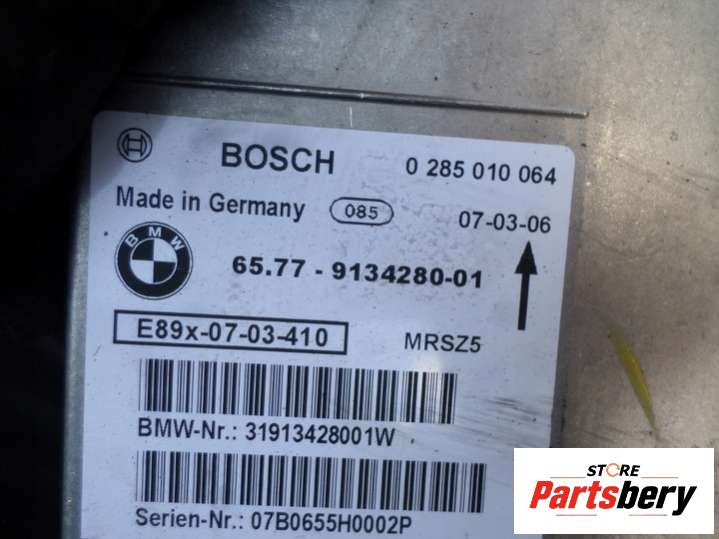 BOSCH 0 285 010 064
Made in Germany 085 07-03-06
BMW 65.77 - 9134280-01
E89x-07-03-410 MRSZ5
BMW-Nr.: 31913428001W
Serien-Nr.: 07B0655H0002P
STORE
Partsbery